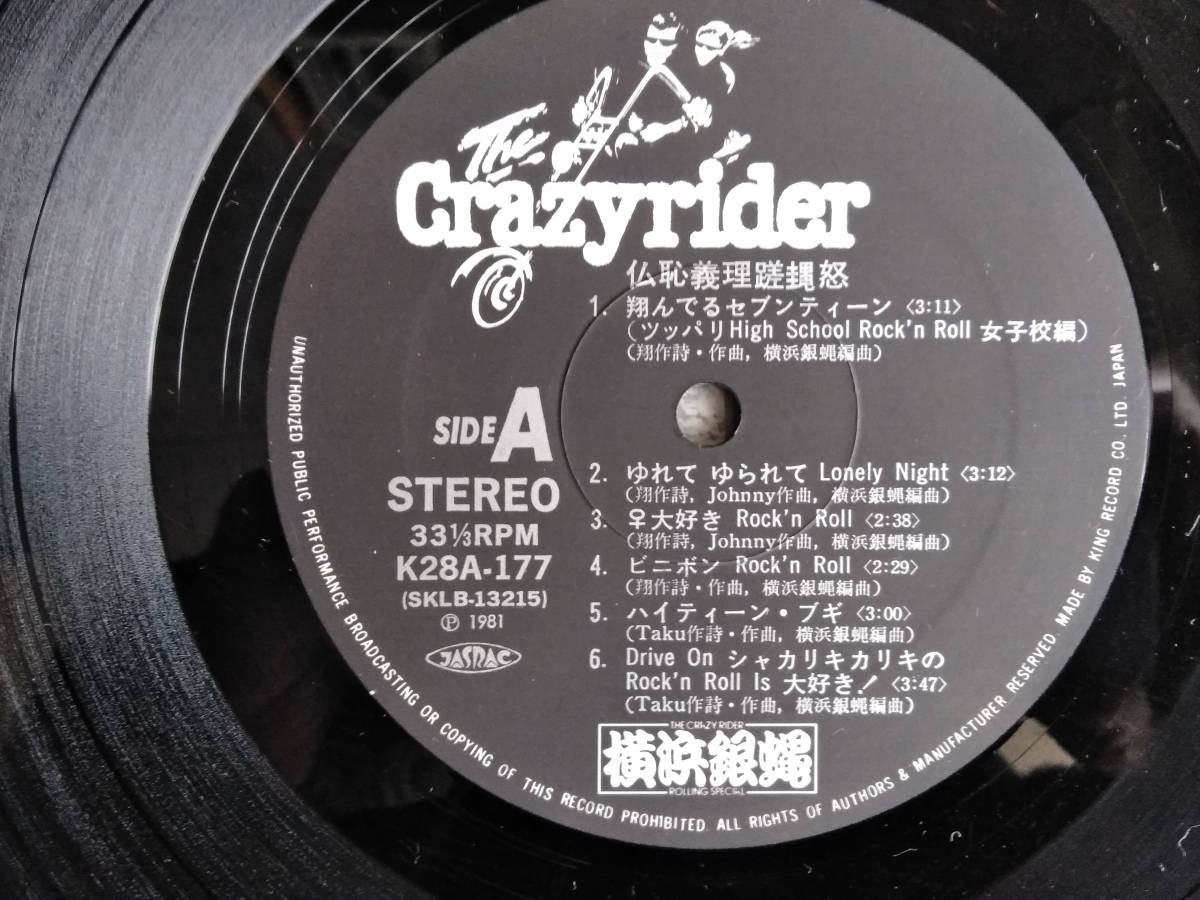 The
Crazyrider
仏恥義理蹉䡛怒
1. 翔んでるセブンティーン〈3:11〉
(ツッパリHigh School Rock'n Roll 女子校編)
(翔作詩・作曲, 横浜銀蝿編曲)
SIDE A
STEREO
33⅓RPM
K28A-177
(SKLB-13215)
Ⓟ 1981
JASRAC
2. ゆれて ゆられて Lonely Night〈3:12〉
(翔作詩, Johnny作曲, 横浜銀蝿編曲)
3. ♀大好き Rock'n Roll〈2:38〉
(翔作詩, Johnny作曲, 横浜銀蝿編曲)
4. ビニボン Rock'n Roll〈2:29〉
(翔作詩・作曲, 横浜銀蝿編曲)
5. ハイティーン・ブギ〈3:00〉
(Taku作詩・作曲, 横浜銀蝿編曲)
6. Drive On シャカリキカリキの
Rock'n Roll Is 大好き!〈3:47〉
(Taku作詩・作曲, 横浜銀蝿編曲)
THE CRAZY RIDER
横浜銀蝿
ROLLING SPECIAL
UNAUTHORIZED PUBLIC PERFORMANCE BROADCASTING OR COPYING OF THIS RECORD PROHIBITED. ALL RIGHTS OF AUTHORS & MANUFACTURER RESERVED. MADE BY KING RECORD CO., LTD. JAPAN